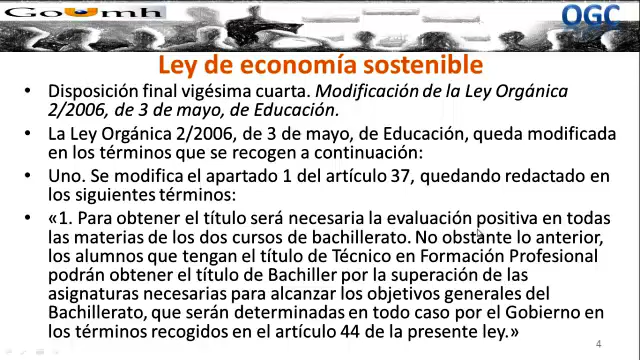 GOUMH
OGC
Ley de economía sostenible
• Disposición final vigésima cuarta. Modificación de la Ley Orgánica
2/2006, de 3 de mayo, de Educación.
• La Ley Orgánica 2/2006, de 3 de mayo, de Educación, queda modificada
en los términos que se recogen a continuación:
• Uno. Se modifica el apartado 1 del artículo 37, quedando redactado en
los siguientes términos:
• «1. Para obtener el título será necesaria la evaluación positiva en todas
las materias de los dos cursos de bachillerato. No obstante lo anterior,
los alumnos que tengan el título de Técnico en Formación Profesional
podrán obtener el título de Bachiller por la superación de las
asignaturas necesarias para alcanzar los objetivos generales del
Bachillerato, que serán determinadas en todo caso por el Gobierno en
los términos recogidos en el artículo 44 de la presente ley.»
4